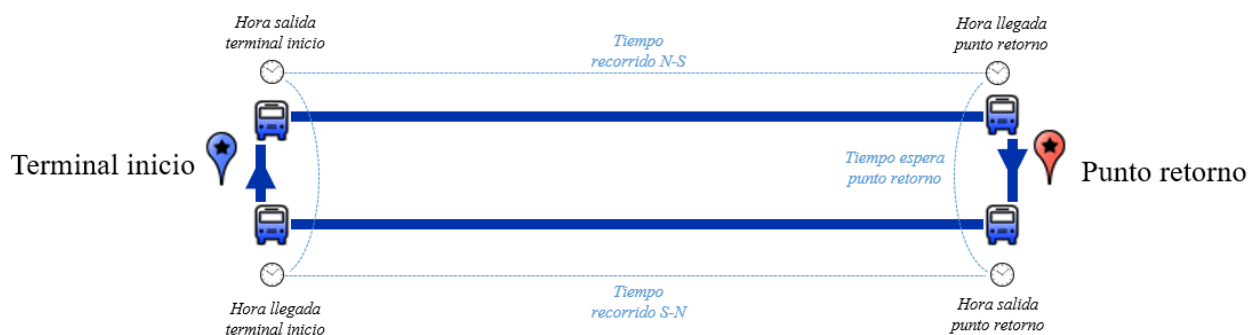 Hora salida
terminal inicio
Tiempo
recorrido N-S
Hora llegada
punto retorno
Terminal inicio
Tiempo espera
punto retorno
Punto retorno
Hora llegada
terminal inicio
Tiempo
recorrido S-N
Hora salida
punto retorno